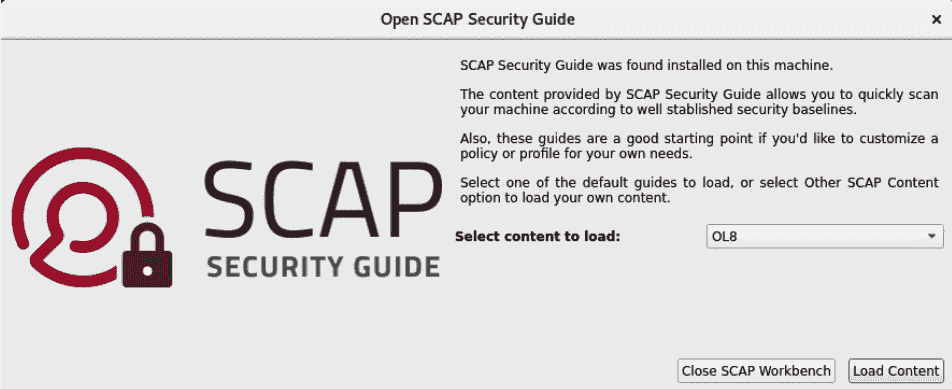 Open SCAP Security Guide
×
SCAP Security Guide was found installed on this machine.
The content provided by SCAP Security Guide allows you to quickly scan
your machine according to well stablished security baselines.
Also, these guides are a good starting point if you'd like to customize a
policy or profile for your own needs.
Select one of the default guides to load, or select Other SCAP Content
option to load your own content.
SCAP
SECURITY GUIDE
Select content to load:
OL8
Close SCAP Workbench
Load Content